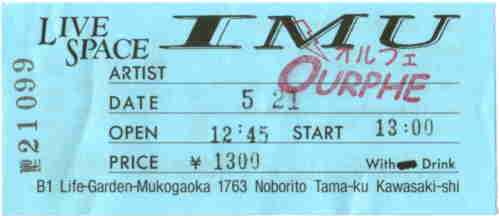 LIVE SPACE IMU
オルフェ
ARTIST OURPHE
DATE 5 21
OPEN 12:45 START 13:00
PRICE ¥ 1300 With Drink
B1 Life-Garden-Mukogaoka 1763 Noborito Tama-ku Kawasaki-shi
21099